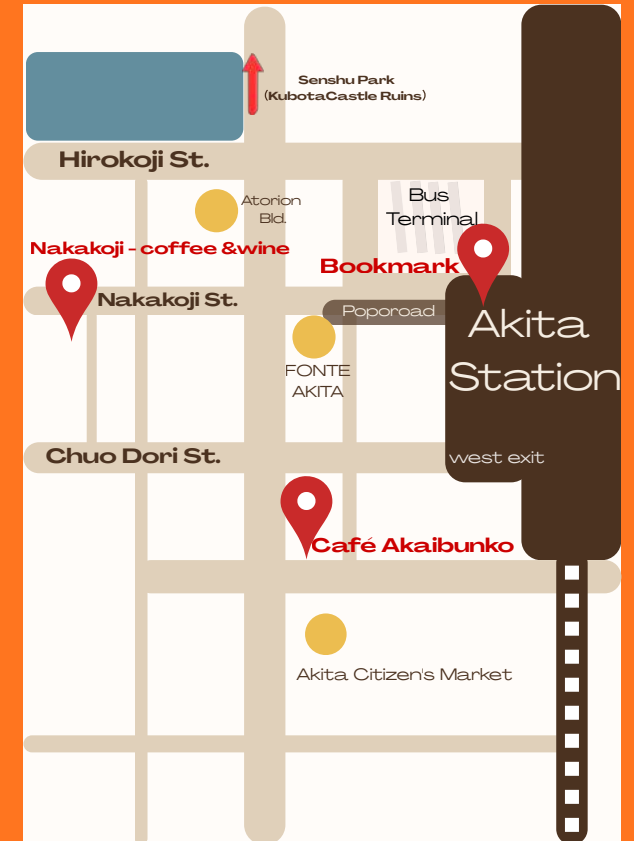 Senshu Park
(KubotaCastle Ruins)
Hirokoji St.
Atorion
Bld.
Bus
Terminal
Nakakoji - coffee &wine
Bookmark
Nakakoji St.
Poporoad
Akita
Station
FONTE
AKITA
Chuo Dori St.
west exit
Café Akaibunko
Akita Citizen's Market